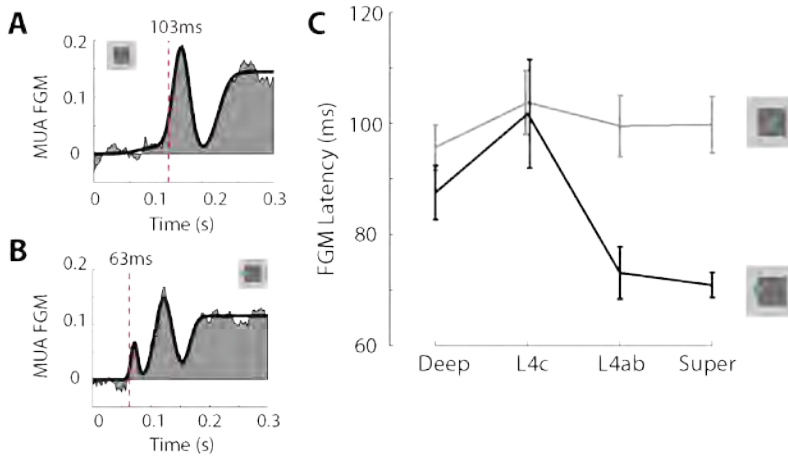 A
103ms
0.2
0.1
0
MUA FGM
0 0.1 0.2 0.3
Time (s)
B
63ms
0.2
0.1
0
MUA FGM
0 0.1 0.2 0.3
Time (s)
C
120
100
80
60
FGM Latency (ms)
Deep L4c L4ab Super